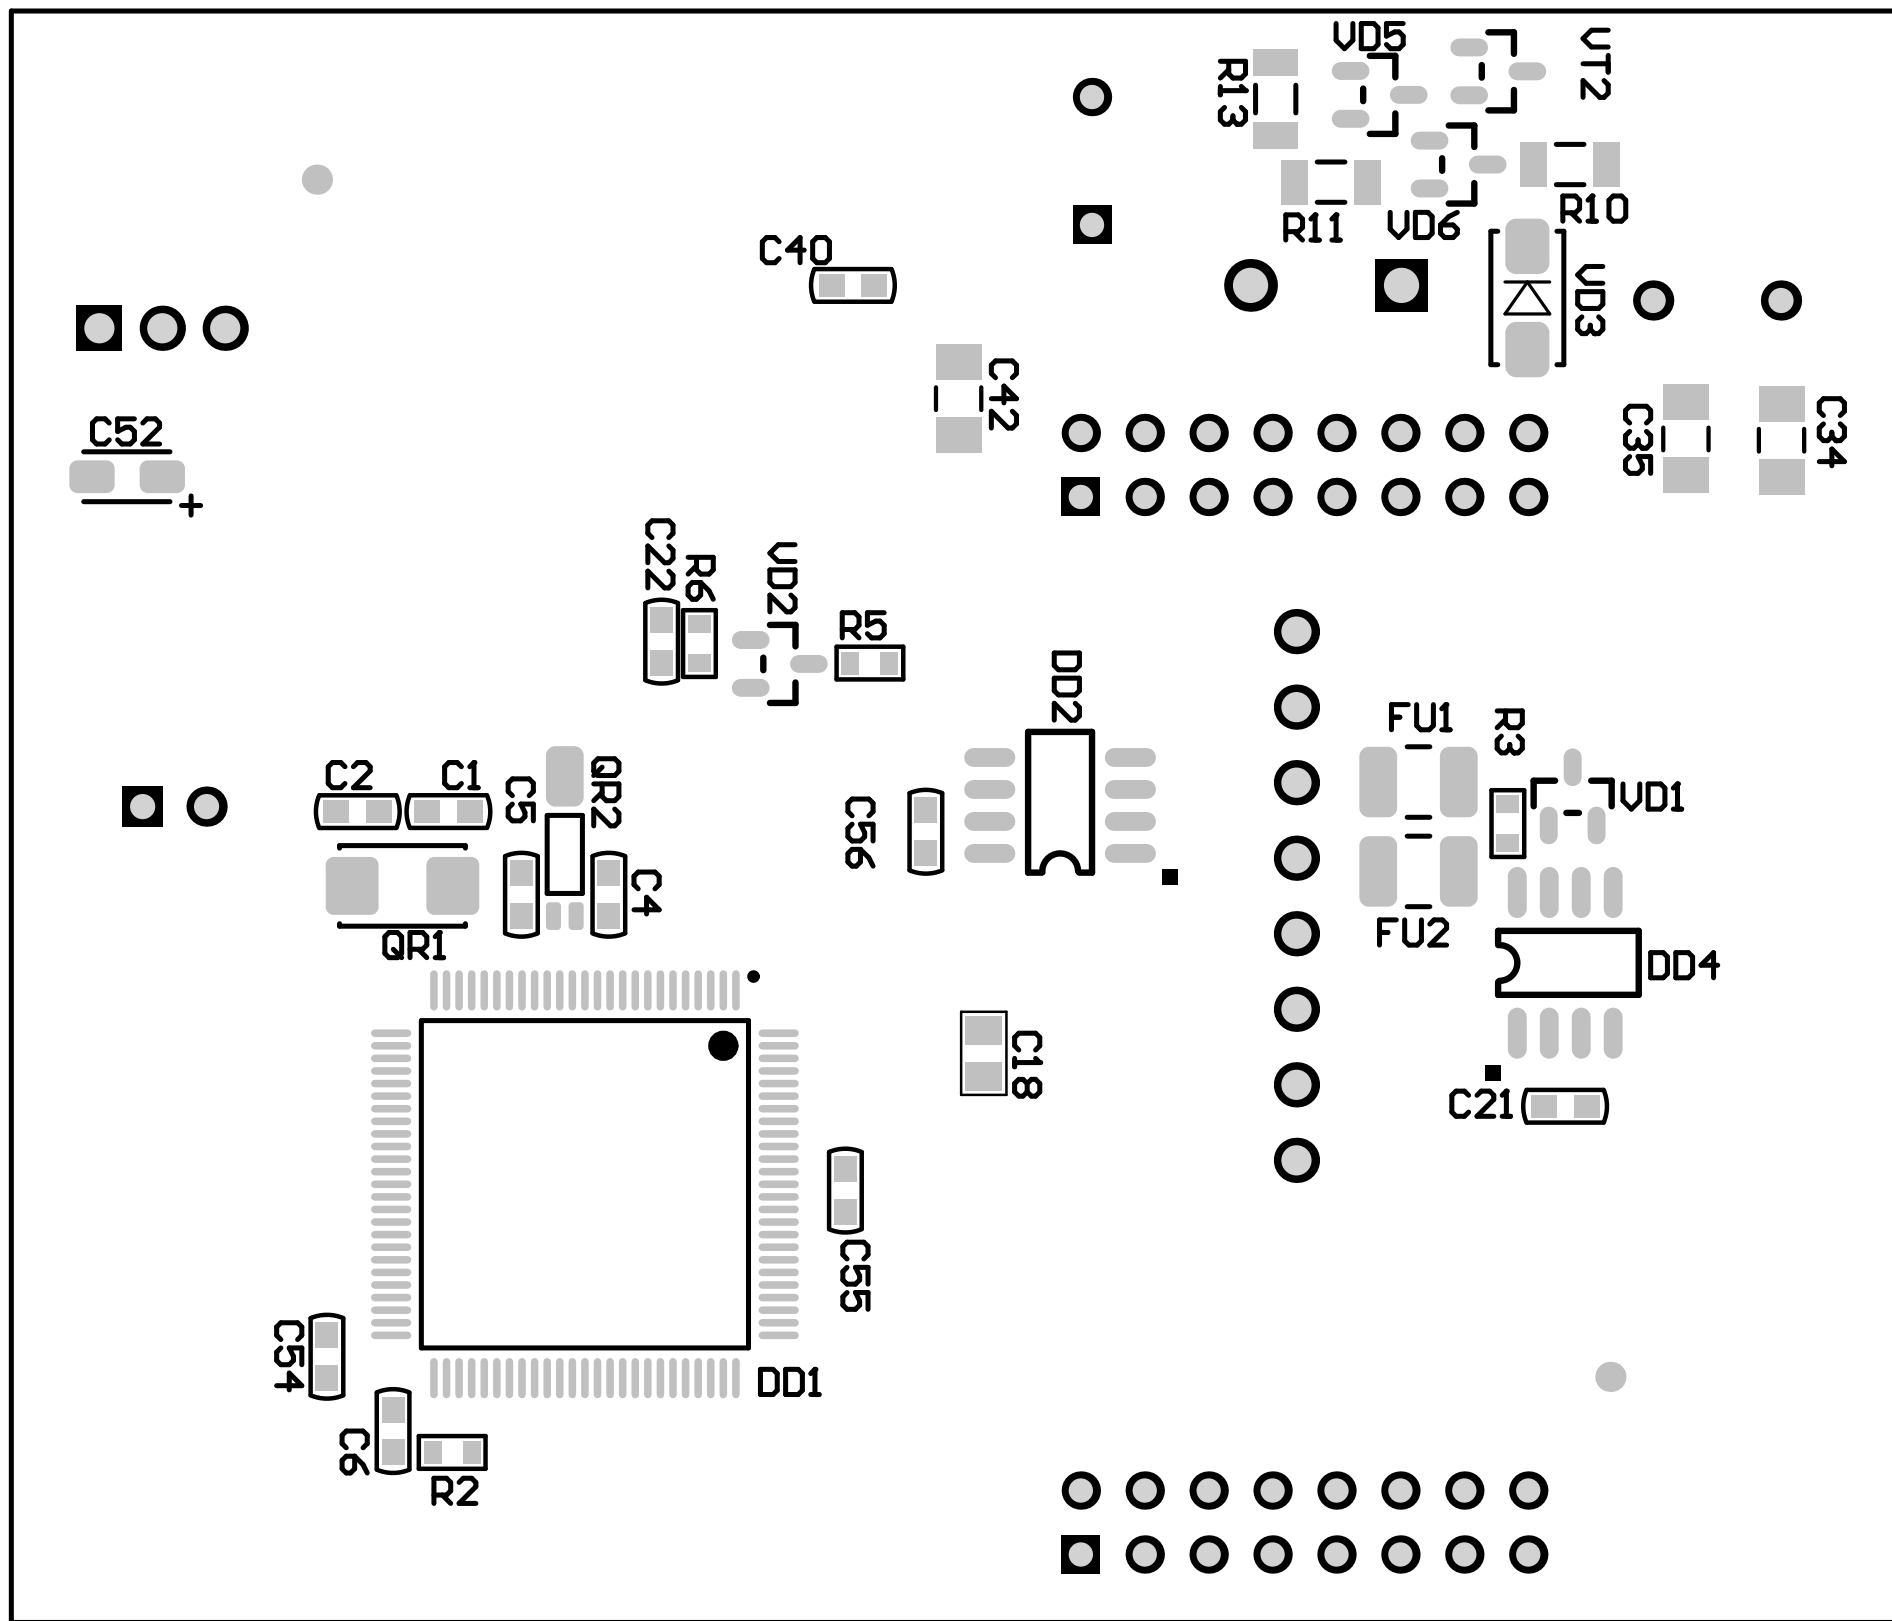 VD5
VT2
R13
R10
R11
VD6
C40
VD3
C42
C52
+
C35
C34
C22
R6
VD2
R5
DD2
FU1
R3
C2
C1
C5
QR2
C56
VD1
C4
FU2
QR1
DD4
C18
C21
C55
C54
DD1
C6
R2